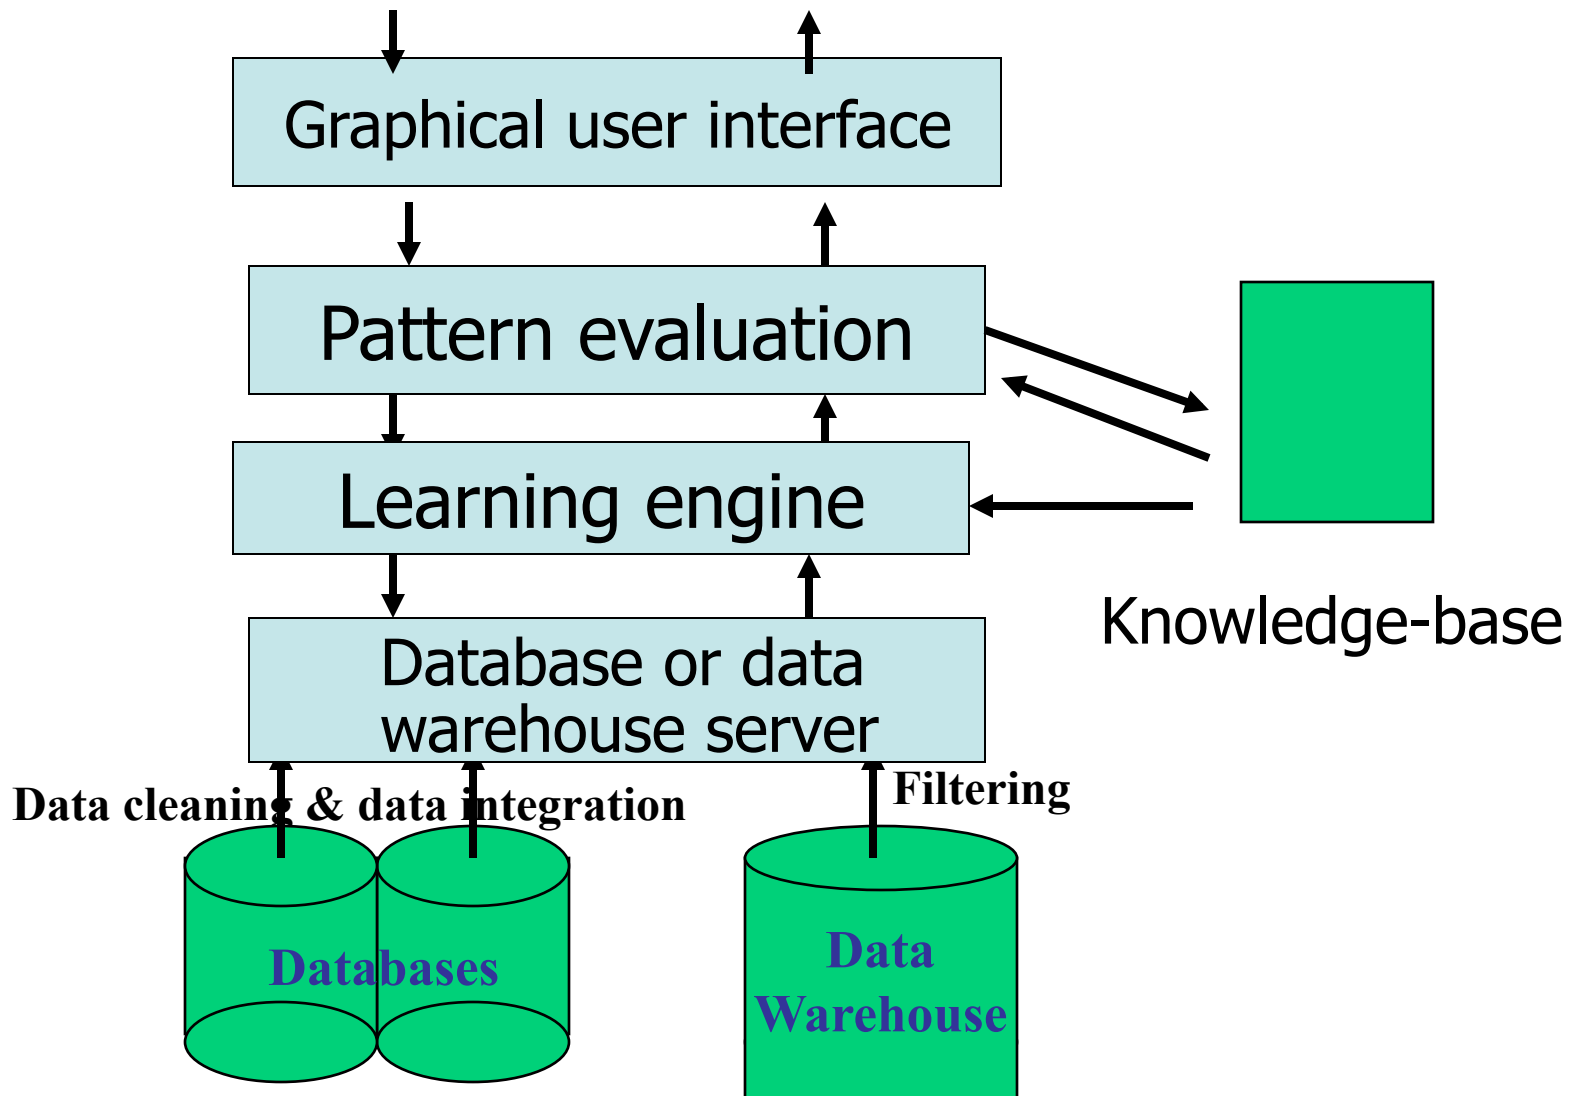 Graphical user interface
Pattern evaluation
Learning engine
Knowledge-base
Database or data
warehouse server
Data cleaning & data integration
Filtering
Databases
Data
Warehouse